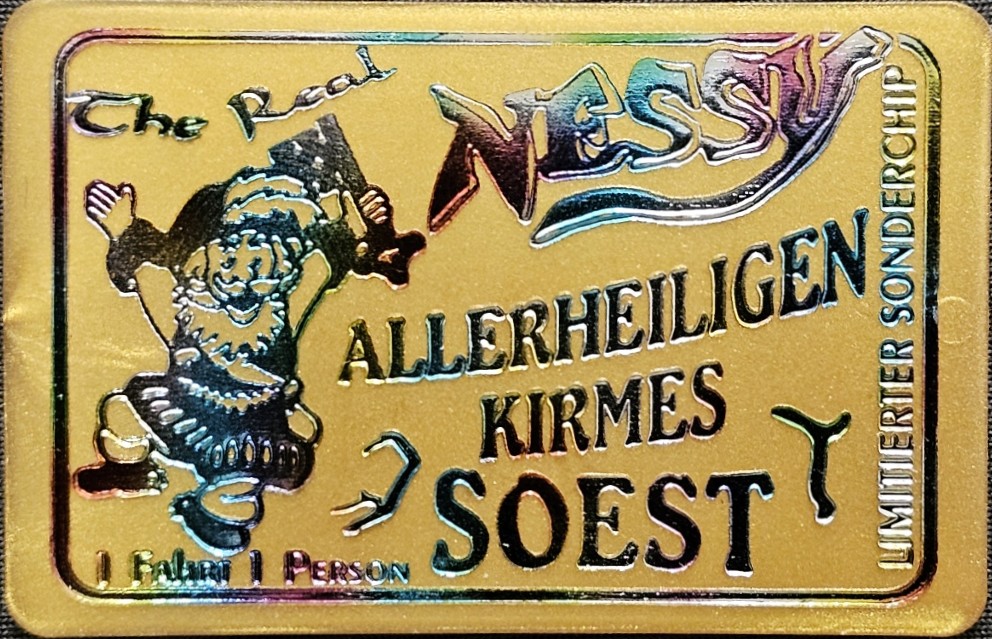 The Real
NESSY
ALLERHEILIGEN
KIRMES
SOEST
1 FAHRT 1 PERSON
LIMITIERTER SONDERCHIP